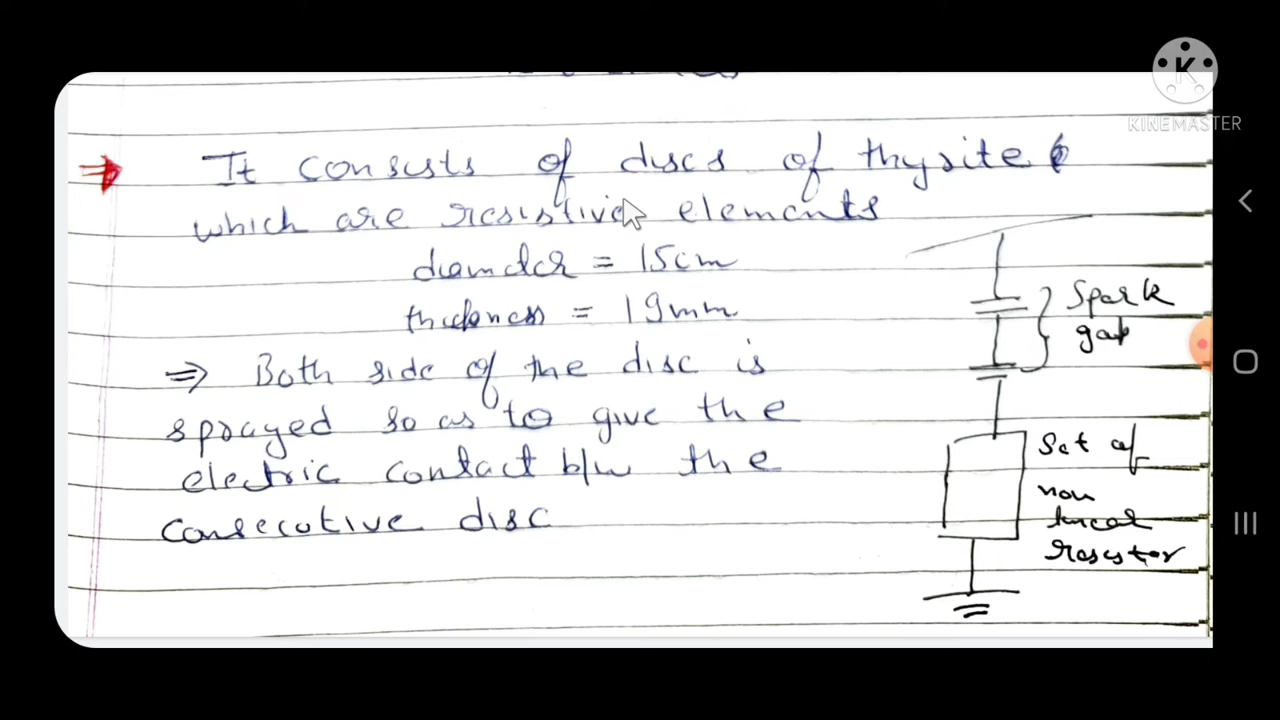 ⇒ It consists of discs of thysite
which are resistive elements
diameter = 15cm
thickness = 19mm
⇒ Both side of the disc is
sprayed so as to give the
electric contact b/w the
consecutive disc
Spark
gap
Set of
non
linear
resistor
KINEMASTER